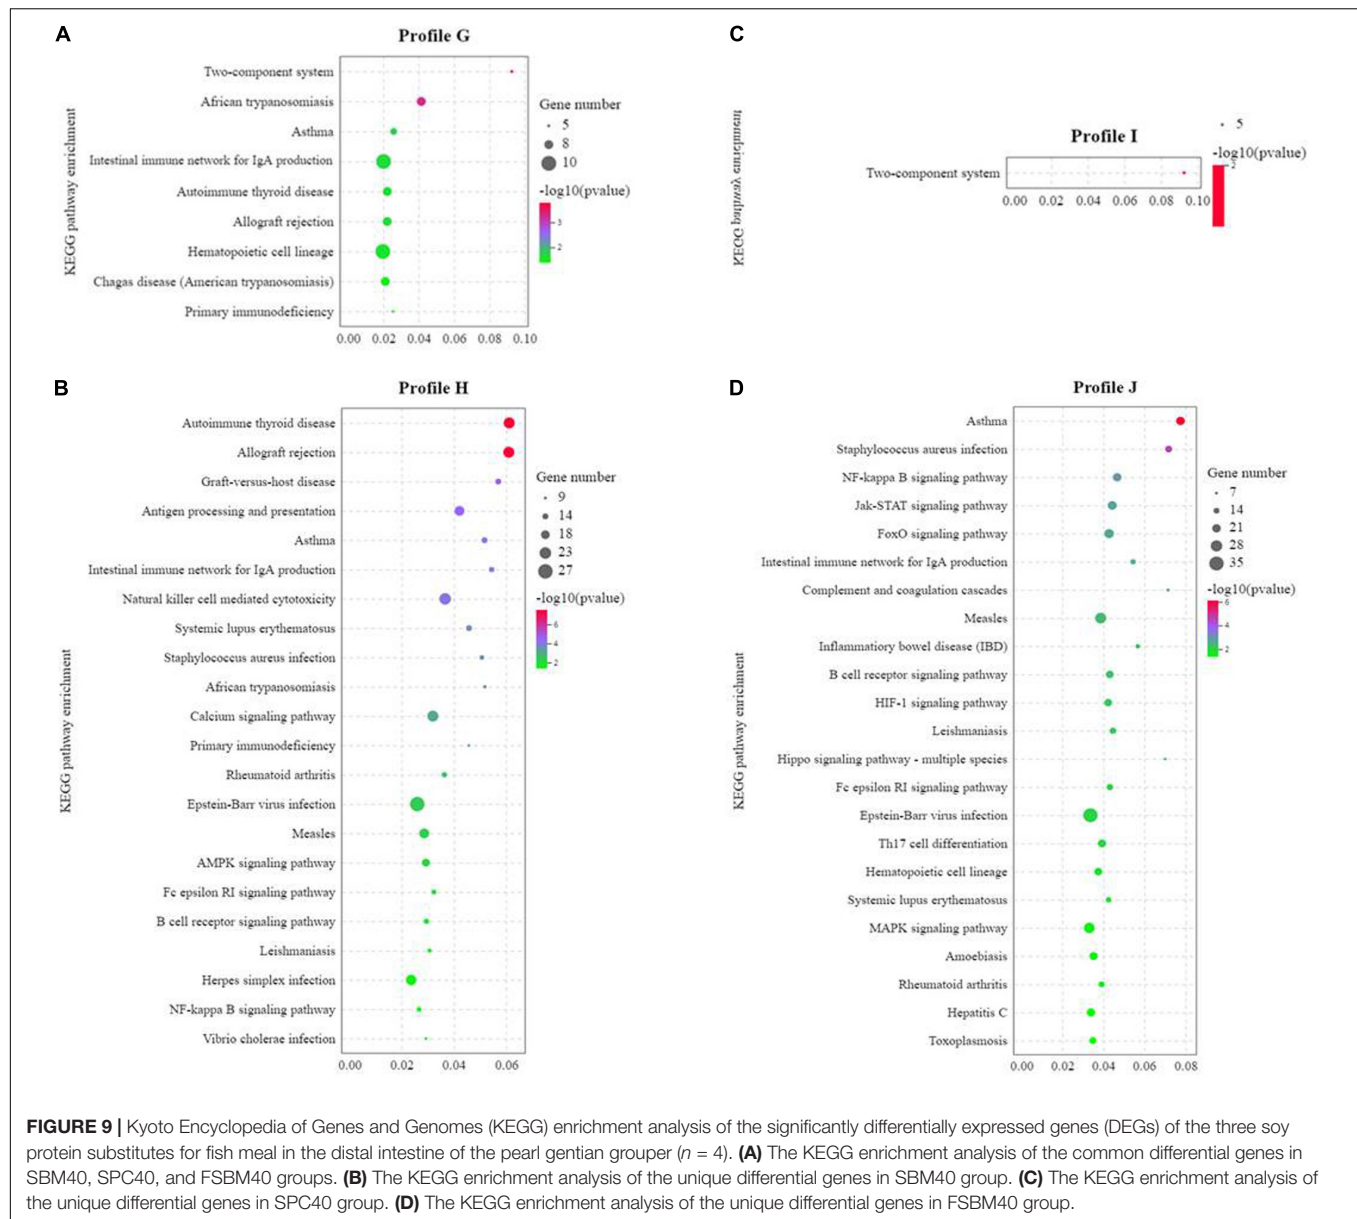 A
Profile G
KEGG pathway enrichment
Two-component system
African trypanosomiasis
Asthma
Intestinal immune network for IgA production
Autoimmune thyroid disease
Allograft rejection
Hematopoietic cell lineage
Chagas disease (American trypanosomiasis)
Primary immunodeficiency
0.00 0.02 0.04 0.06 0.08 0.10
Gene number
5
8
10
-log10(pvalue)
3
2
C
Profile I
KEGG pathway enrichment
Two-component system
0.00 0.02 0.04 0.06 0.08 0.10
5
-log10(pvalue)
2
B
Profile H
KEGG pathway enrichment
Autoimmune thyroid disease
Allograft rejection
Graft-versus-host disease
Antigen processing and presentation
Asthma
Intestinal immune network for IgA production
Natural killer cell mediated cytotoxicity
Systemic lupus erythematosus
Staphylococcus aureus infection
African trypanosomiasis
Calcium signaling pathway
Primary immunodeficiency
Rheumatoid arthritis
Epstein-Barr virus infection
Measles
AMPK signaling pathway
Fc epsilon RI signaling pathway
B cell receptor signaling pathway
Leishmaniasis
Herpes simplex infection
NF-kappa B signaling pathway
Vibrio cholerae infection
0.00 0.02 0.04 0.06
Gene number
9
14
18
23
27
-log10(pvalue)
6
4
2
D
Profile J
KEGG pathway enrichment
Asthma
Staphylococcus aureus infection
NF-kappa B signaling pathway
Jak-STAT signaling pathway
FoxO signaling pathway
Intestinal immune network for IgA production
Complement and coagulation cascades
Measles
Inflammatiory bowel disease (IBD)
B cell receptor signaling pathway
HIF-1 signaling pathway
Leishmaniasis
Hippo signaling pathway - multiple species
Fc epsilon RI signaling pathway
Epstein-Barr virus infection
Th17 cell differentiation
Hematopoietic cell lineage
Systemic lupus erythematosus
MAPK signaling pathway
Amoebiasis
Rheumatoid arthritis
Hepatitis C
Toxoplasmosis
0.00 0.02 0.04 0.06 0.08
Gene number
7
14
21
28
35
-log10(pvalue)
6
4
2
FIGURE 9 | Kyoto Encyclopedia of Genes and Genomes (KEGG) enrichment analysis of the significantly differentially expressed genes (DEGs) of the three soy
protein substitutes for fish meal in the distal intestine of the pearl gentian grouper (n = 4). (A) The KEGG enrichment analysis of the common differential genes in
SBM40, SPC40, and FSBM40 groups. (B) The KEGG enrichment analysis of the unique differential genes in SBM40 group. (C) The KEGG enrichment analysis of
the unique differential genes in SPC40 group. (D) The KEGG enrichment analysis of the unique differential genes in FSBM40 group.